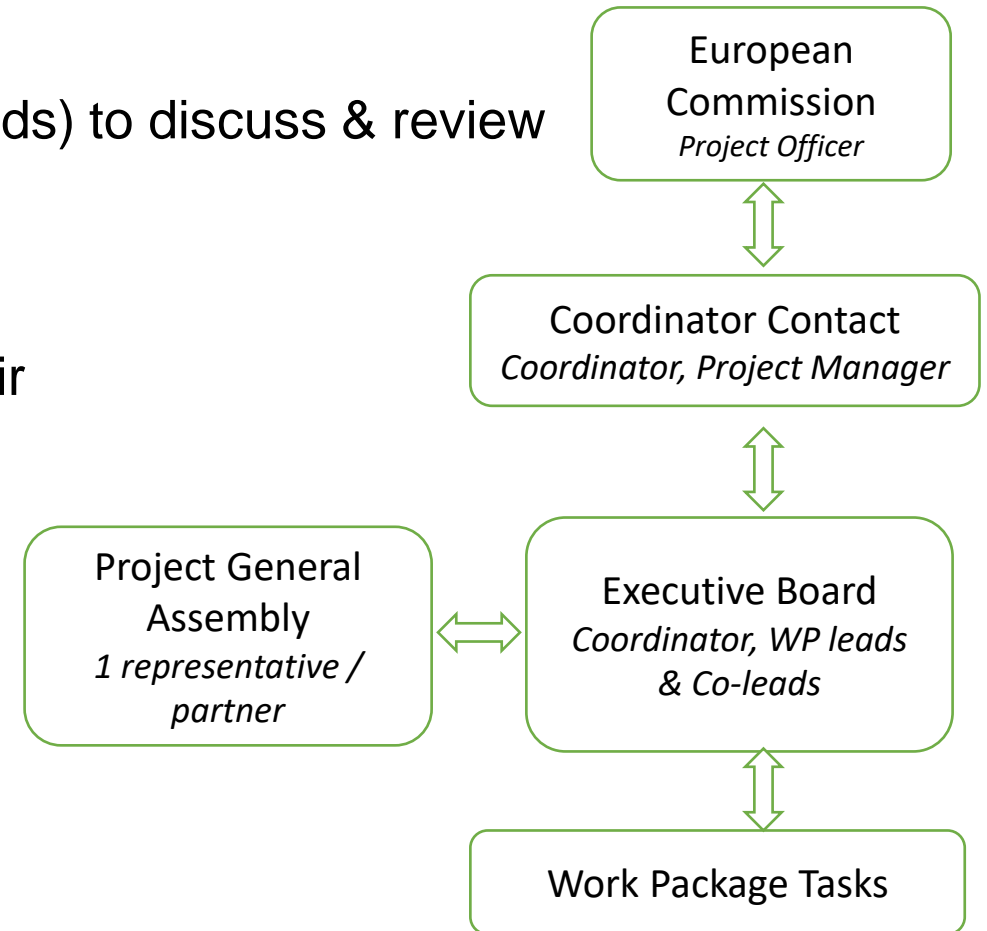 ds) to discuss & review
ir
European
Commission
Project Officer
Coordinator Contact
Coordinator, Project Manager
Project General
Assembly
1 representative /
partner
Executive Board
Coordinator, WP leads
& Co-leads
Work Package Tasks